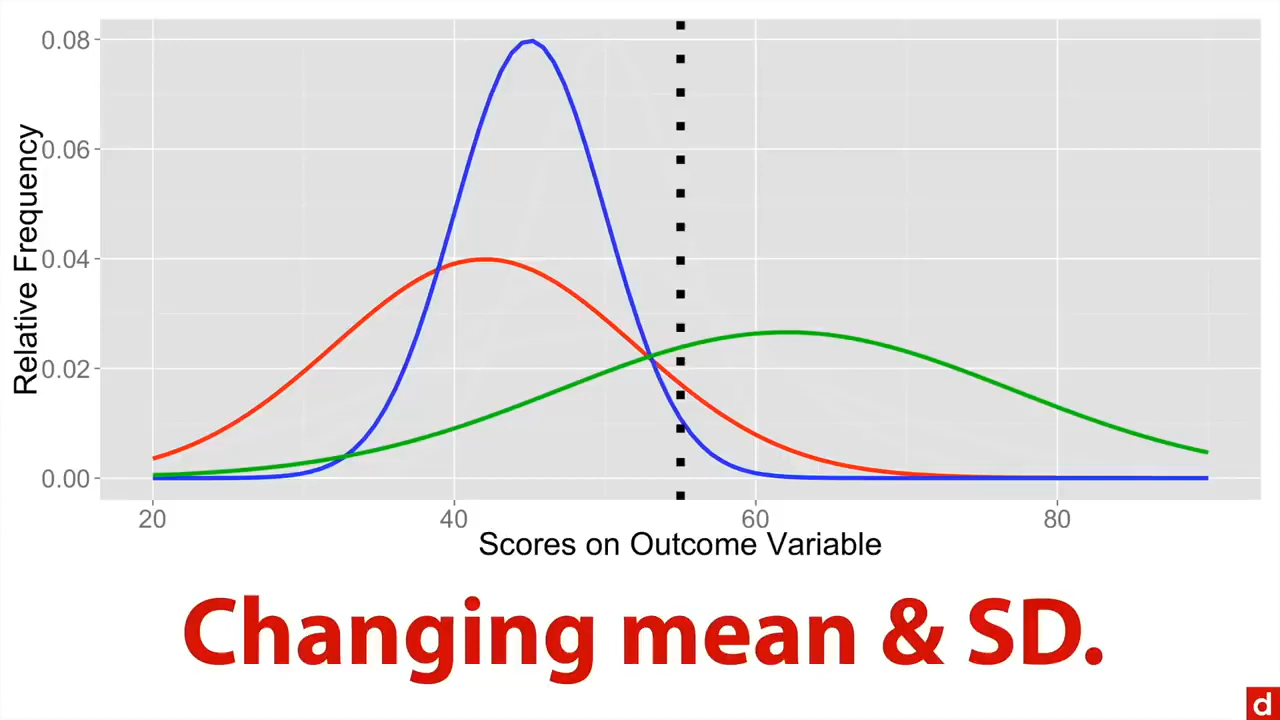 0.08
0.06
0.04
0.02
0.00
Relative Frequency
20 40 60 80
Scores on Outcome Variable
Changing mean & SD.
d